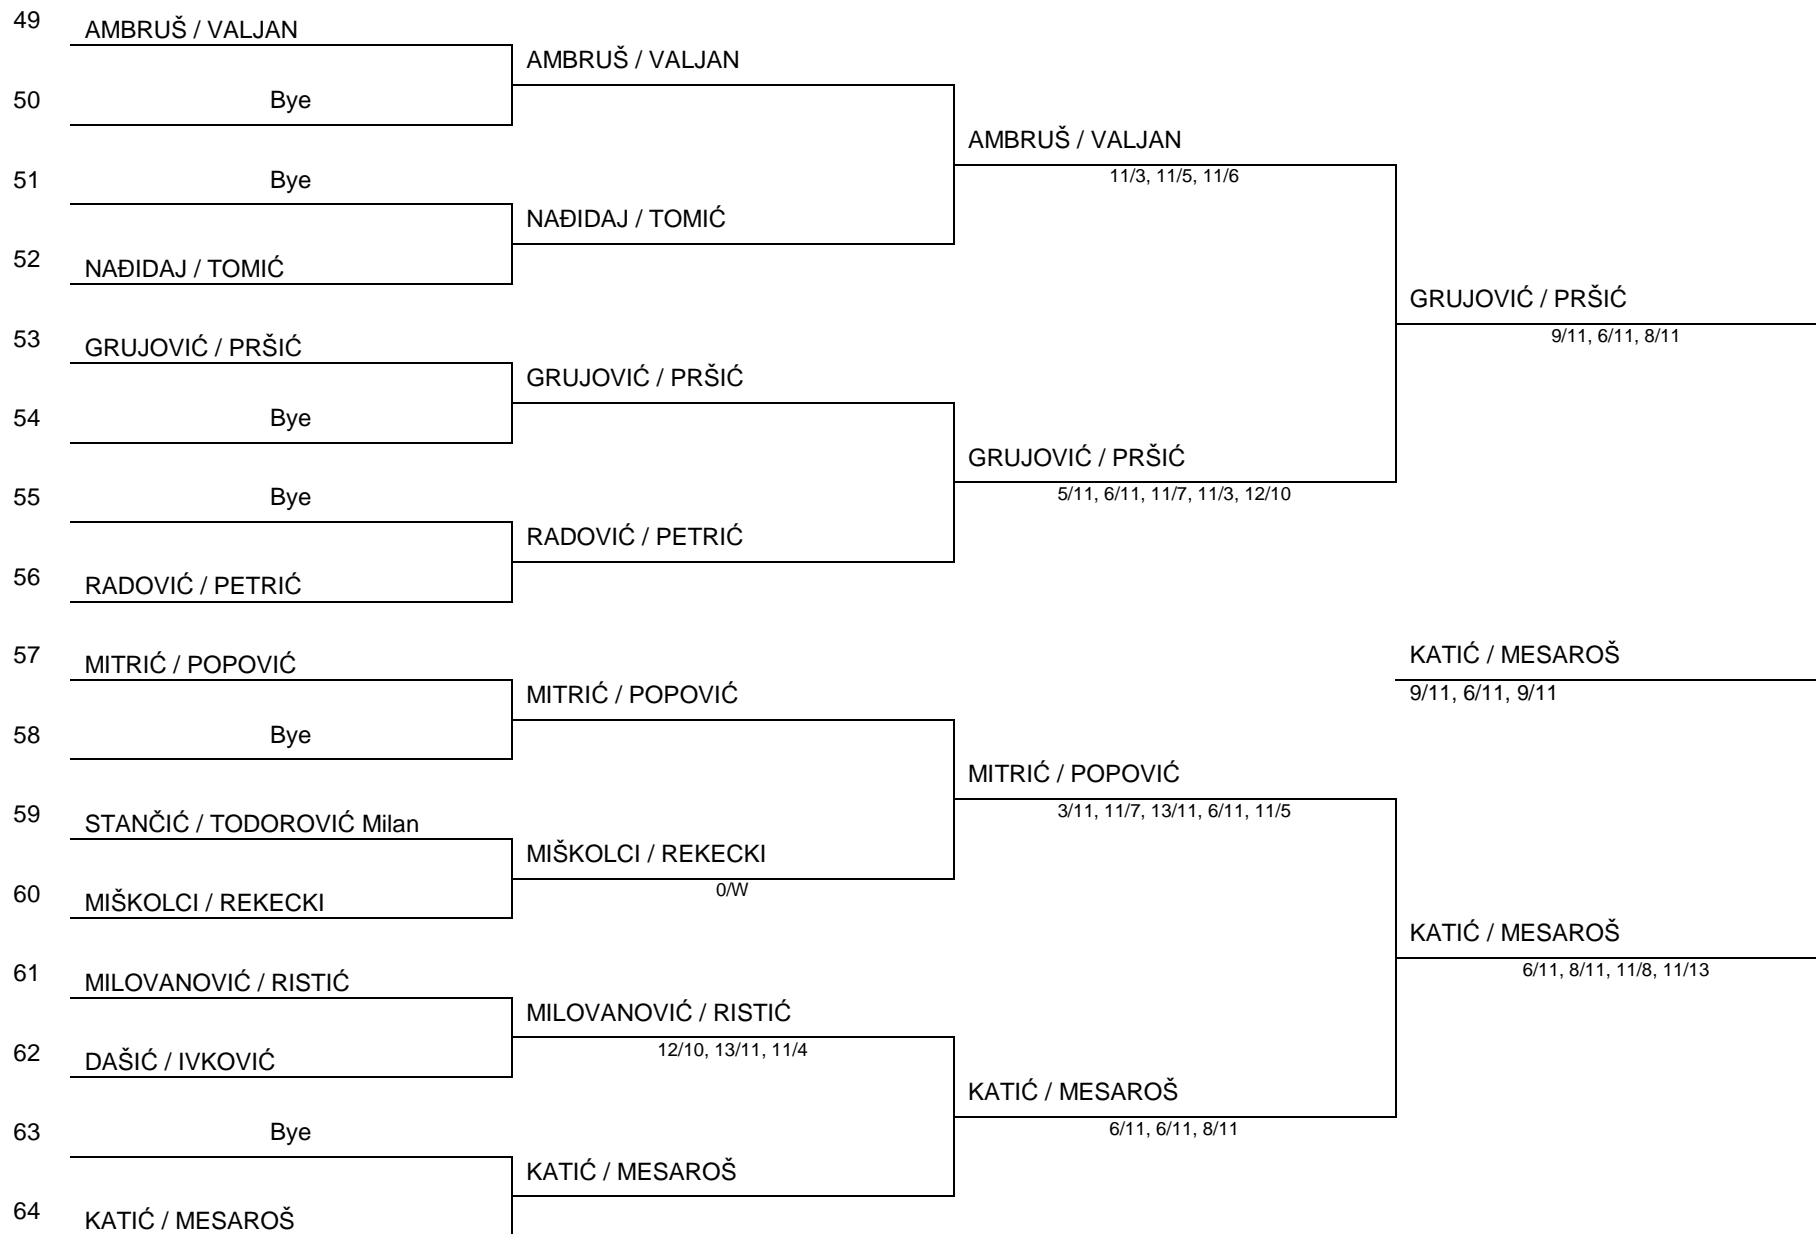 49 AMBRUŠ / VALJAN
AMBRUŠ / VALJAN
50 Bye
AMBRUŠ / VALJAN
11/3, 11/5, 11/6
51 Bye
NAĐIDAJ / TOMIĆ
52 NAĐIDAJ / TOMIĆ
GRUJOVIĆ / PRŠIĆ
9/11, 6/11, 8/11
53 GRUJOVIĆ / PRŠIĆ
GRUJOVIĆ / PRŠIĆ
54 Bye
GRUJOVIĆ / PRŠIĆ
5/11, 6/11, 11/7, 11/3, 12/10
55 Bye
RADOVIĆ / PETRIĆ
56 RADOVIĆ / PETRIĆ
KATIĆ / MESAROŠ
9/11, 6/11, 9/11
57 MITRIĆ / POPOVIĆ
MITRIĆ / POPOVIĆ
58 Bye
MITRIĆ / POPOVIĆ
3/11, 11/7, 13/11, 6/11, 11/5
59 STANČIĆ / TODOROVIĆ Milan
MIŠKOLCI / REKECKI
0/W
60 MIŠKOLCI / REKECKI
KATIĆ / MESAROŠ
6/11, 8/11, 11/8, 11/13
61 MILOVANOVIĆ / RISTIĆ
MILOVANOVIĆ / RISTIĆ
12/10, 13/11, 11/4
62 DAŠIĆ / IVKOVIĆ
KATIĆ / MESAROŠ
6/11, 6/11, 8/11
63 Bye
KATIĆ / MESAROŠ
64 KATIĆ / MESAROŠ